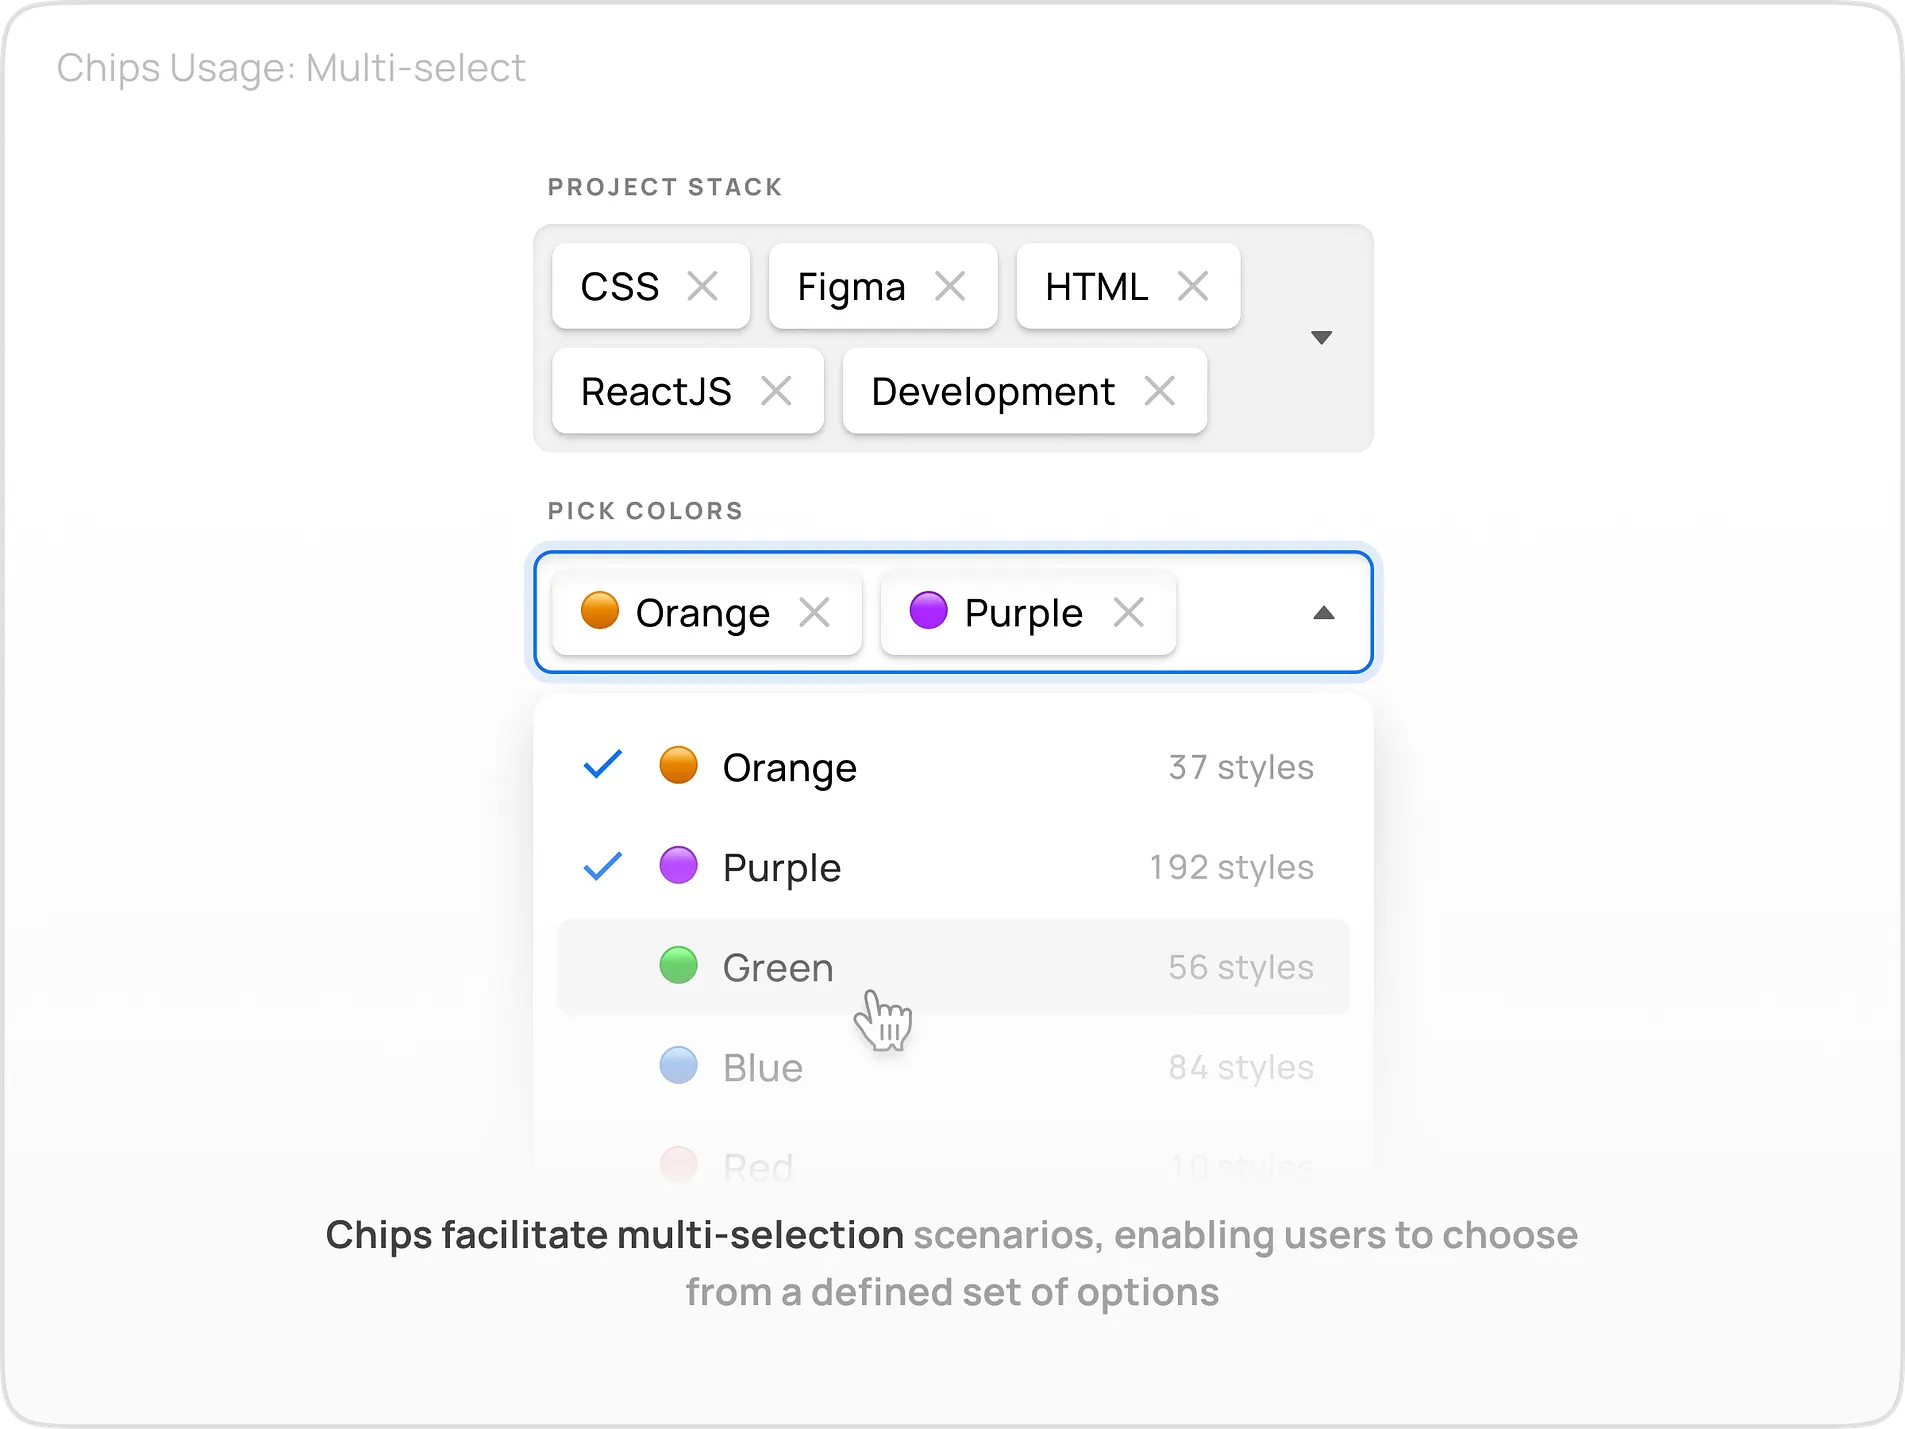 Chips Usage: Multi-select
PROJECT STACK
CSS
Figma
HTML
ReactJS
Development
PICK COLORS
Orange
Purple
Orange 37 styles
Purple 192 styles
Green 56 styles
Blue 84 styles
Red 10 styles
Chips facilitate multi-selection scenarios, enabling users to choose
from a defined set of options